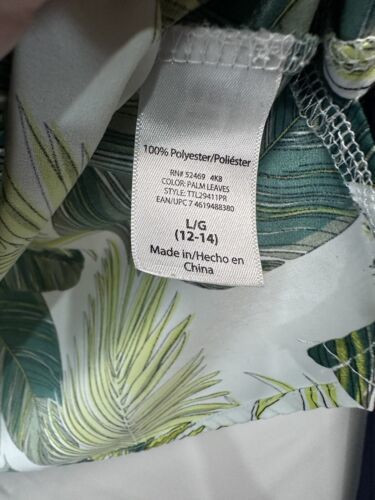 100% Polyester/Poliéster
RN# 52469 4KB
COLOR: PALM LEAVES
STYLE: TTL29411PR
EAN/UPC 7 4619488380
L/G
(12-14)
Made in/Hecho en
China